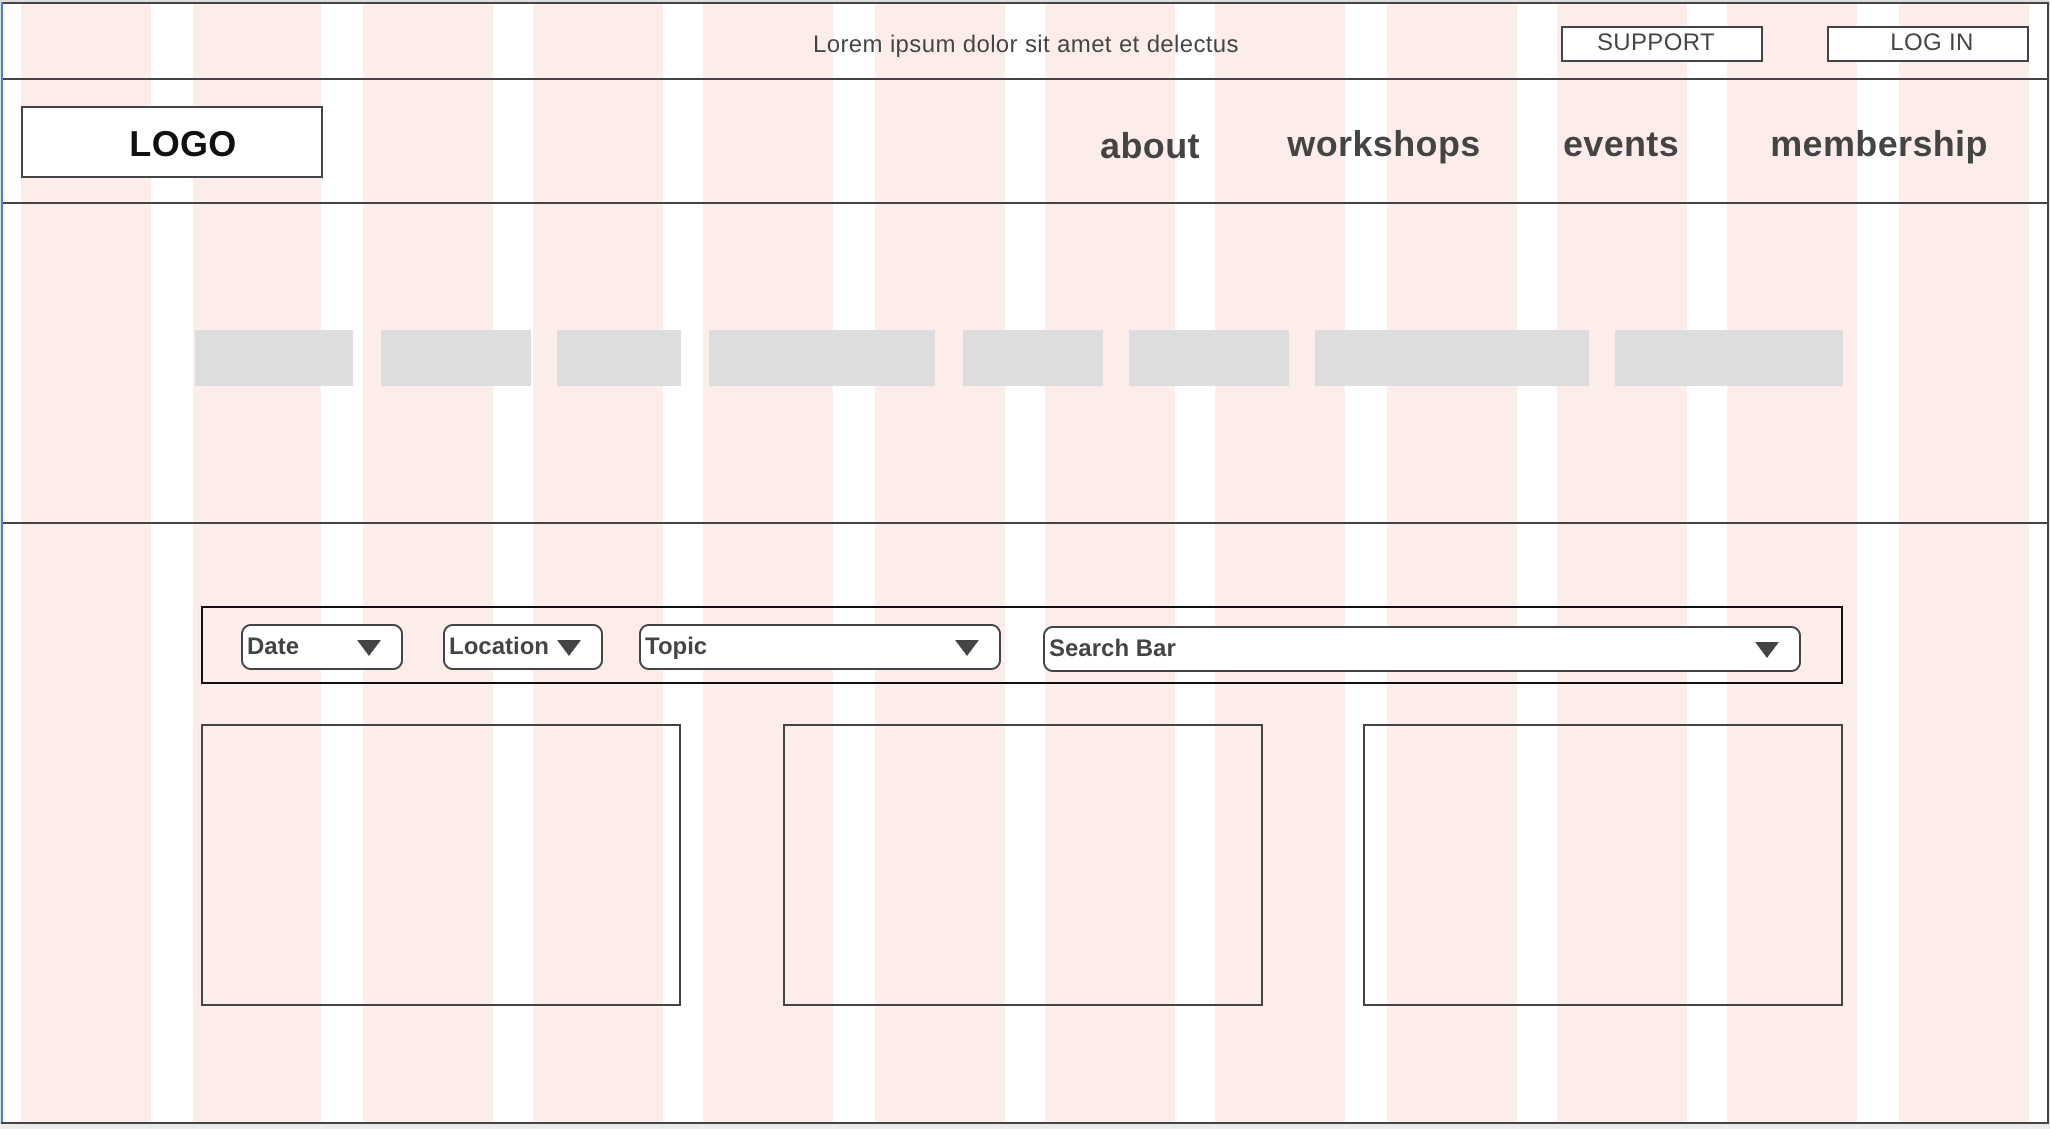 Lorem ipsum dolor sit amet et delectus
SUPPORT
LOG IN
LOGO
about
workshops
events
membership
Date
Location
Topic
Search Bar